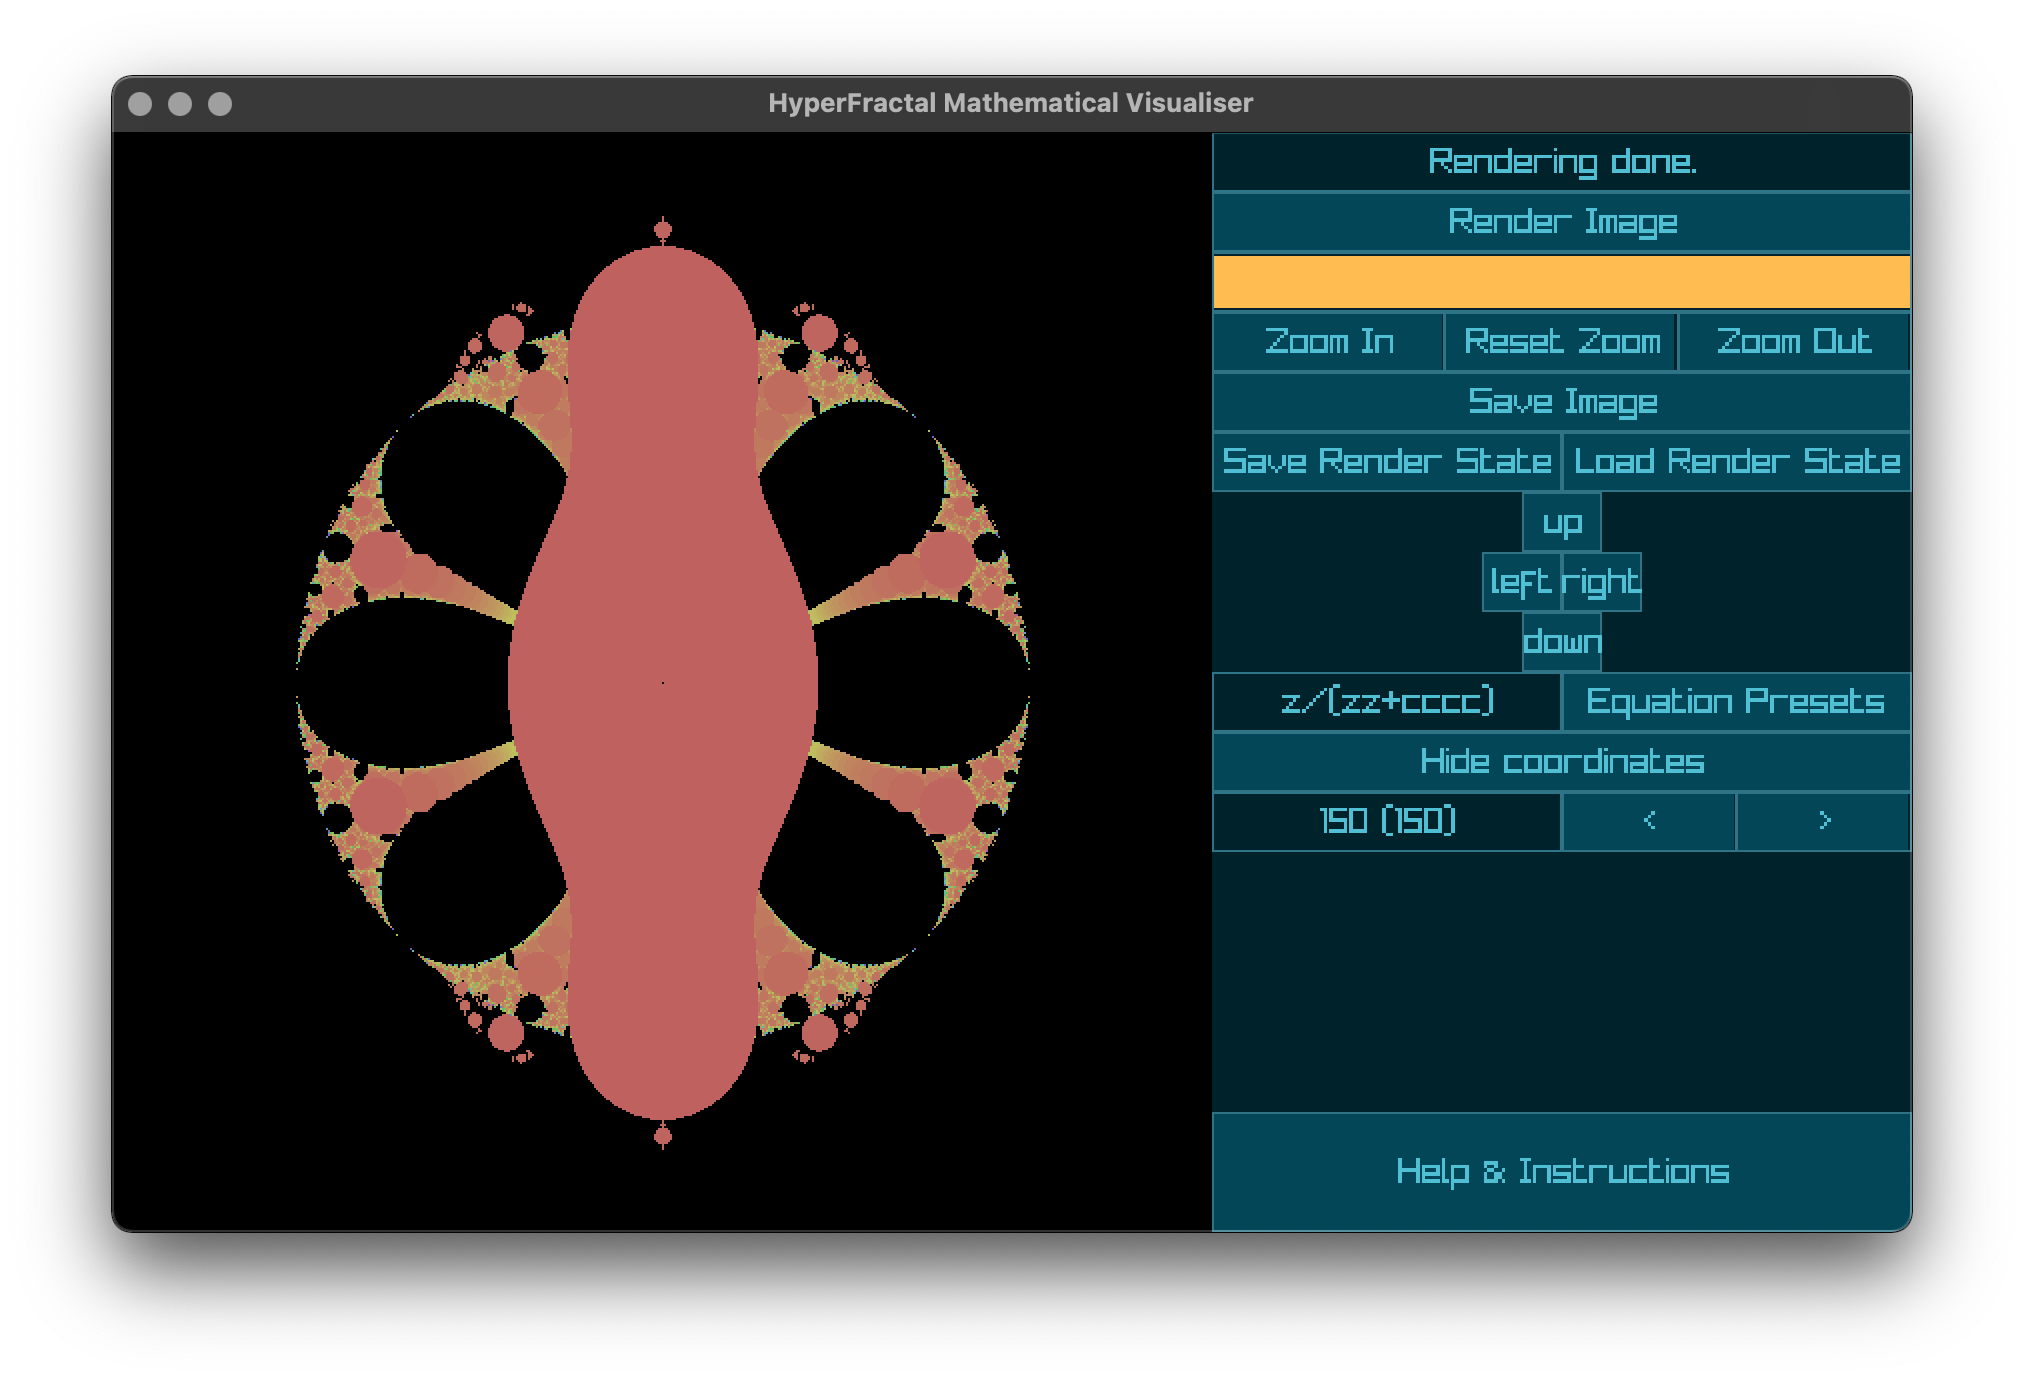 HyperFractal Mathematical Visualiser
Rendering done.
Render Image
Zoom In Reset Zoom Zoom Out
Save Image
Save Render State Load Render State
up
left right
down
z/(zz+cccc) Equation Presets
Hide coordinates
150 (150) < >
Help & Instructions